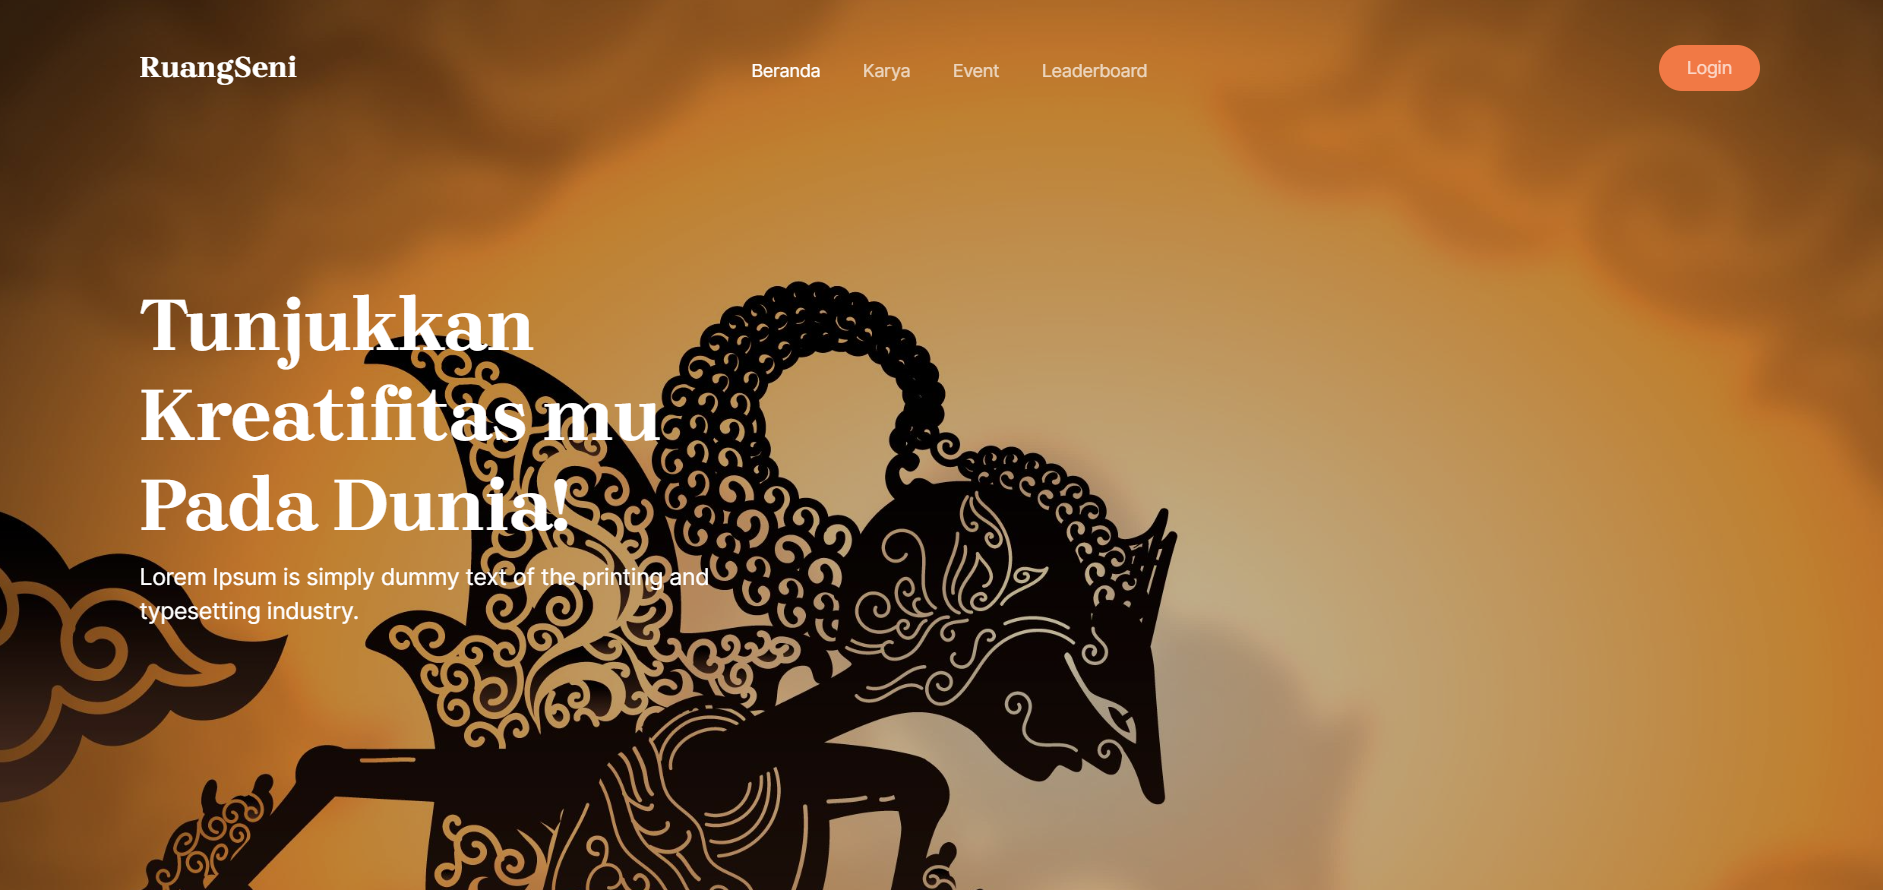 RuangSeni
Beranda Karya Event Leaderboard
Login
Tunjukkan
Kreatifitas mu
Pada Dunia!
Lorem Ipsum is simply dummy text of the printing and
typesetting industry.